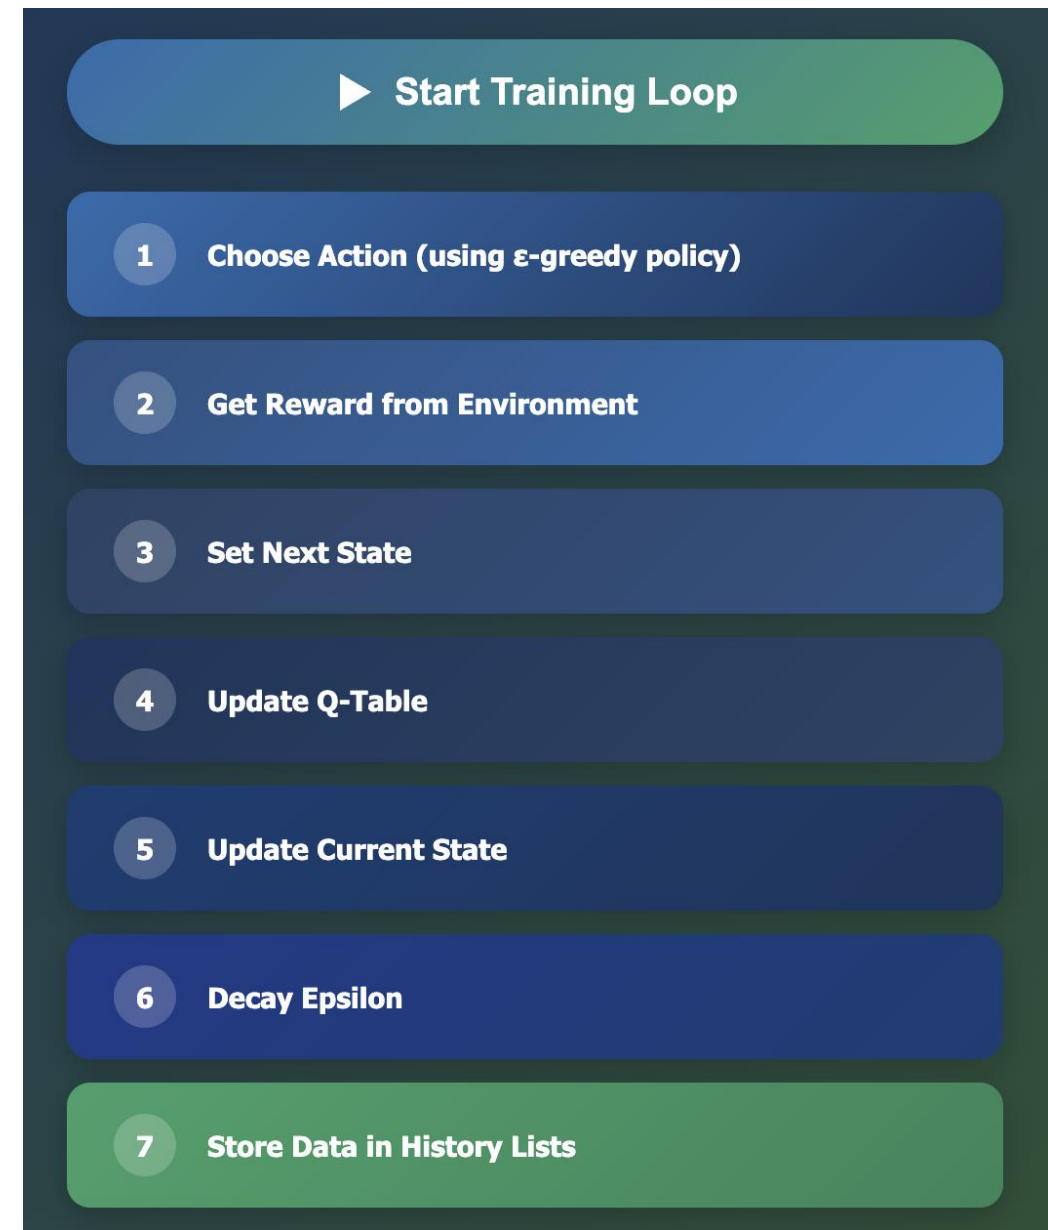 Start Training Loop
1 Choose Action (using ε-greedy policy)
2 Get Reward from Environment
3 Set Next State
4 Update Q-Table
5 Update Current State
6 Decay Epsilon
7 Store Data in History Lists